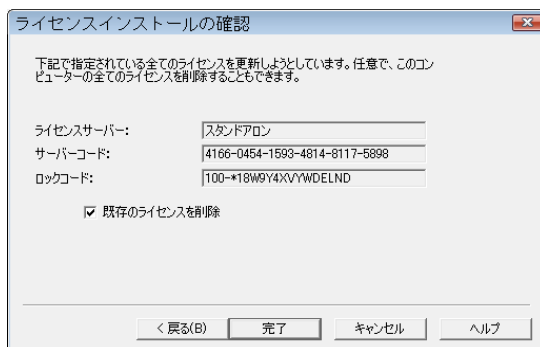 ライセンスインストールの確認
下記で指定されている全てのライセンスを更新しようとしています。任意で、このコン
ピューターの全てのライセンスを削除することもできます。
ライセンスサーバー: スタンドアロン
サーバーコード: 4166-0454-1593-4814-8117-5898
ロックコード: 100-*18W9Y4XVYWDELND
既存のライセンスを削除
< 戻る(B) 完了 キャンセル ヘルプ